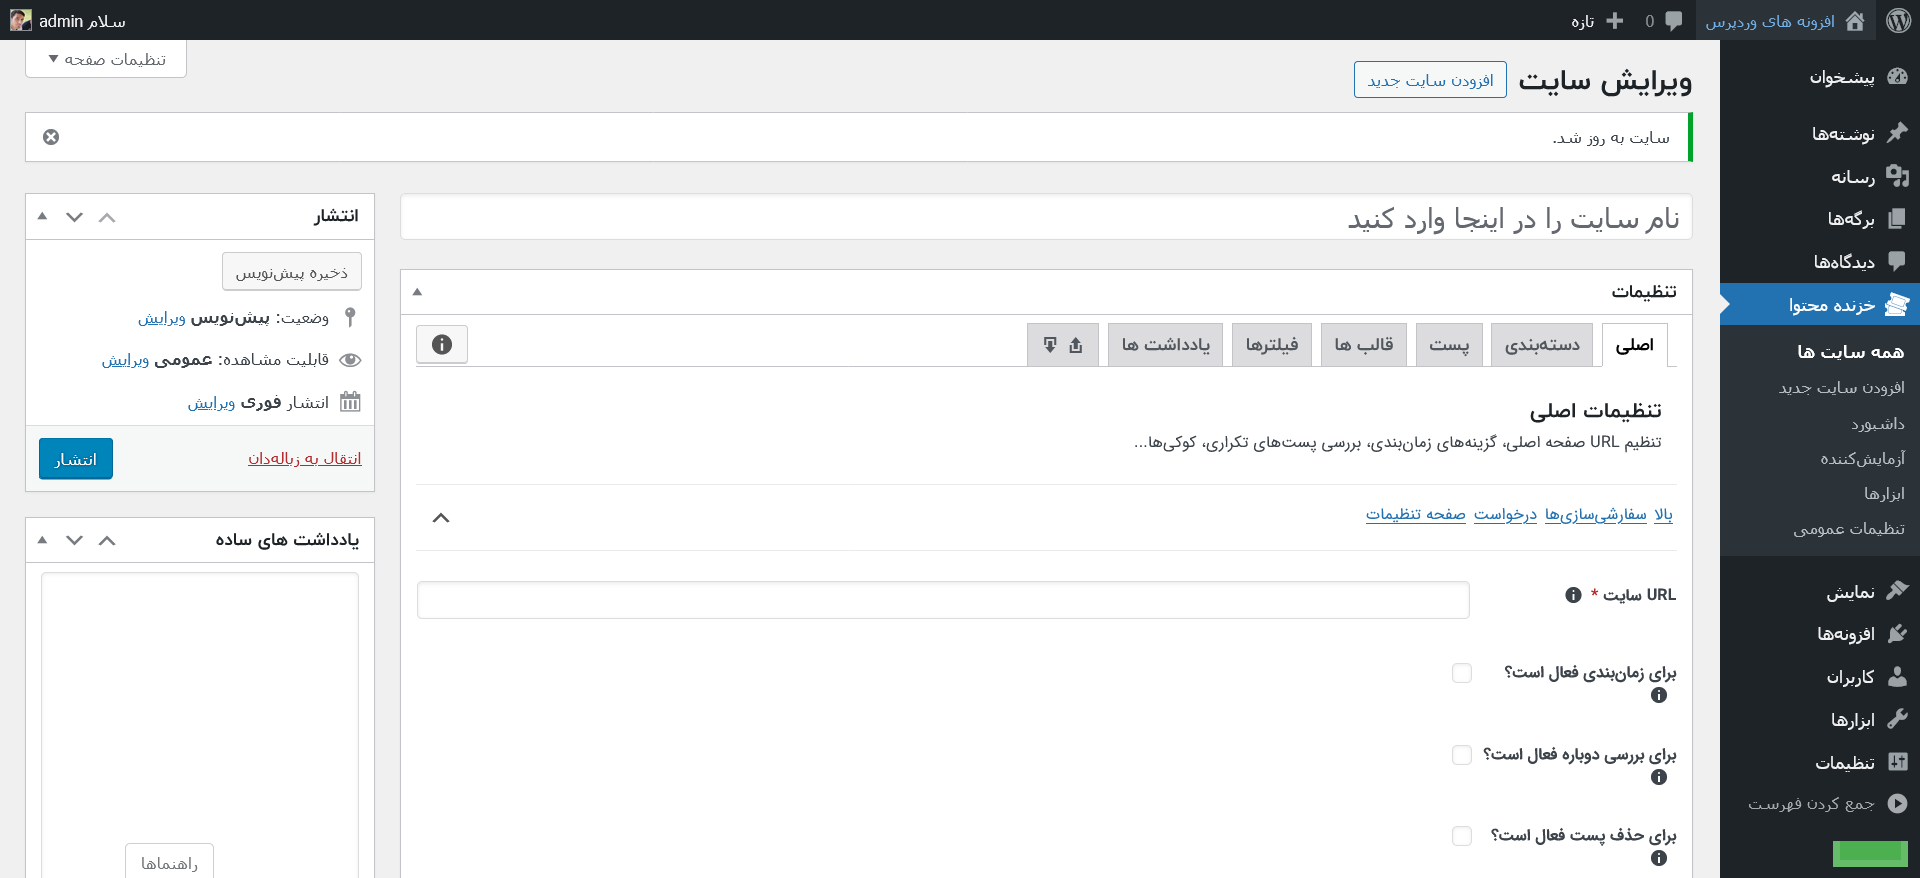 افزونه های وردپرس
0
تازه
سلام admin
پیشخوان
نوشته‌ها
رسانه
برگه‌ها
دیدگاه‌ها
خزنده محتوا
همه سایت ها
افزودن سایت جدید
داشبورد
آزمایش‌کننده
ابزارها
تنظیمات عمومی
نمایش
افزونه‌ها
کاربران
ابزارها
تنظیمات
جمع کردن فهرست
تنظیمات صفحه
ویرایش سایت
افزودن سایت جدید
سایت به روز شد.
نام سایت را در اینجا وارد کنید
تنظیمات
اصلی
دسته‌بندی
پست
قالب ها
فیلترها
یادداشت ها
تنظیمات اصلی
تنظیم URL صفحه اصلی، گزینه‌های زمان‌بندی، بررسی پست‌های تکراری، کوکی‌ها...
بالا سفارشی‌سازی‌ها درخواست صفحه تنظیمات
URL سایت *
برای زمان‌بندی فعال است؟
برای بررسی دوباره فعال است؟
برای حذف پست فعال است؟
انتشار
ذخیره پیش‌نویس
وضعیت: پیش‌نویس ویرایش
قابلیت مشاهده: عمومی ویرایش
انتشار فوری ویرایش
انتقال به زباله‌دان
انتشار
یادداشت های ساده
راهنماها